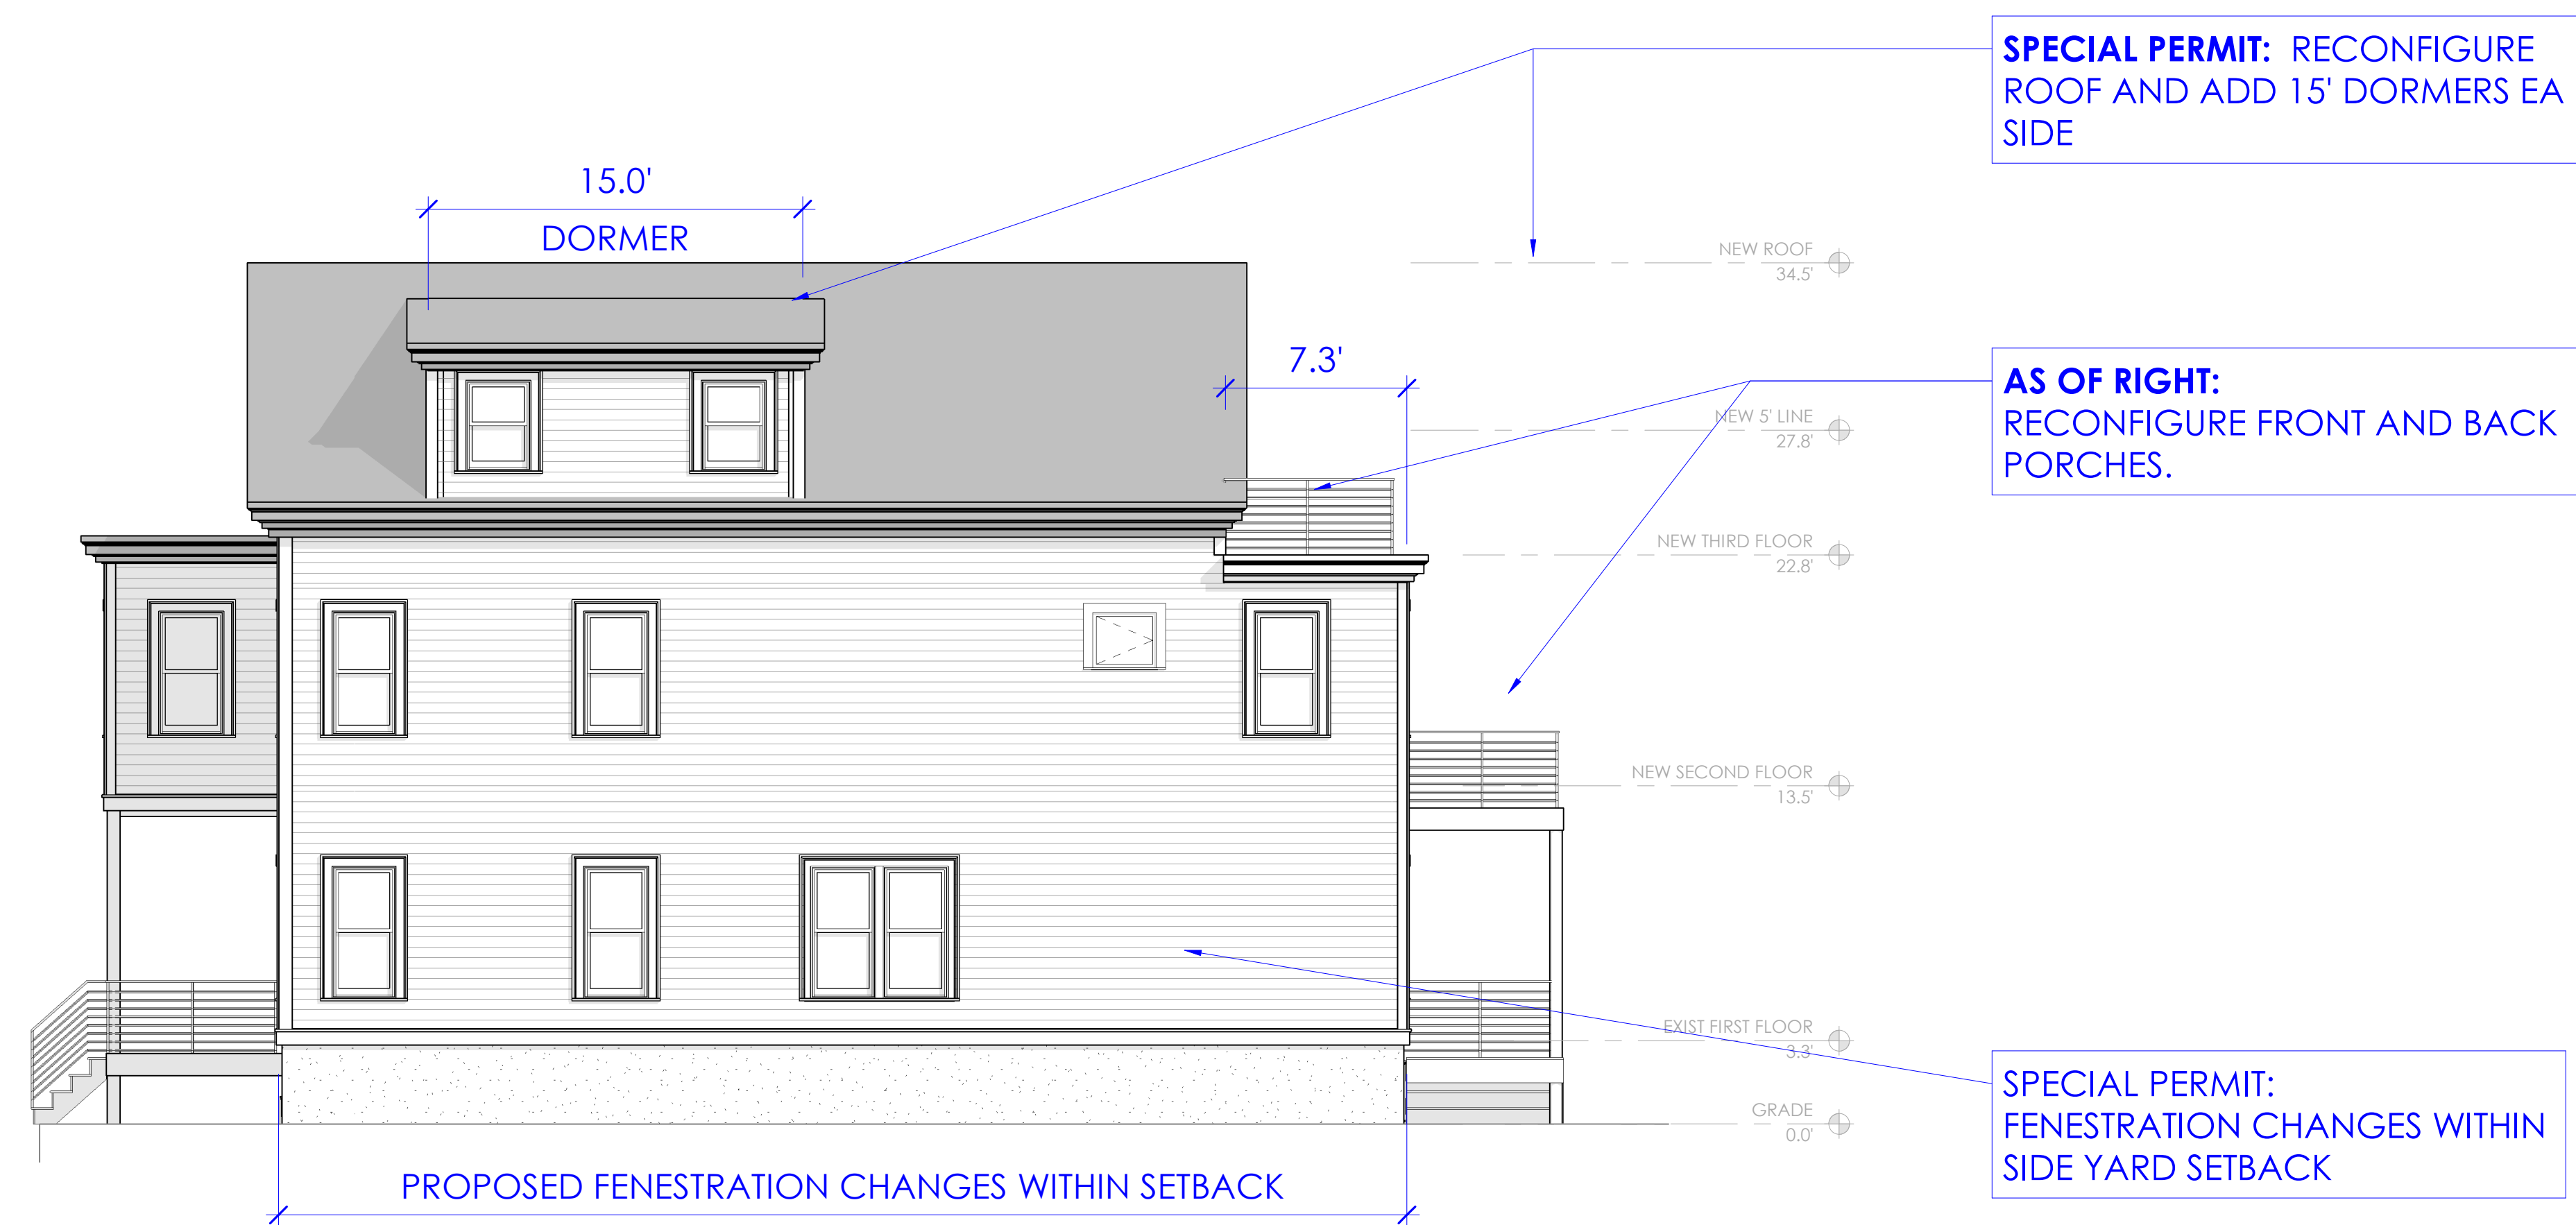 SPECIAL PERMIT: RECONFIGURE
ROOF AND ADD 15' DORMERS EA
SIDE
15.0'
DORMER
NEW ROOF
34.5'
7.3'
AS OF RIGHT:
RECONFIGURE FRONT AND BACK
PORCHES.
NEW 5' LINE
27.8'
NEW THIRD FLOOR
22.8'
NEW SECOND FLOOR
13.5'
EXIST FIRST FLOOR
3.3'
SPECIAL PERMIT:
FENESTRATION CHANGES WITHIN
SIDE YARD SETBACK
GRADE
0.0'
PROPOSED FENESTRATION CHANGES WITHIN SETBACK